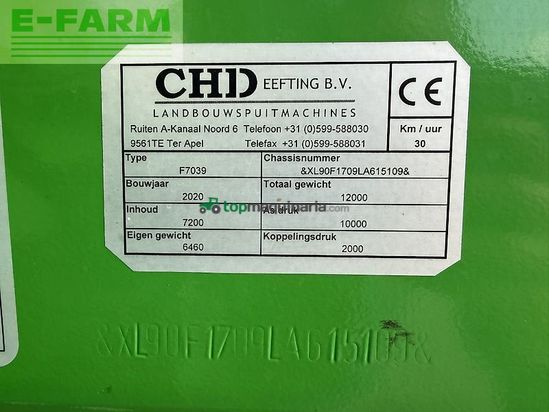 E-FARM
CHD EEFTING B.V.
LANDBOUWSPUITMACHINES
Ruiten A-Kanaal Noord 6 Telefoon +31 (0)599-588030
9561TE Ter Apel Telefax +31 (0)599-588031
Km / uur
30
CE
Type
F7039
Chassisnummer
&XL90F1709LA615109&
Bouwjaar
2020
Totaal gewicht
12000
Inhoud
7200
Asdruk
10000
Eigen gewicht
6460
Koppelingsdruk
2000
topmaquinaria.com
&XL90F1709LA615109&